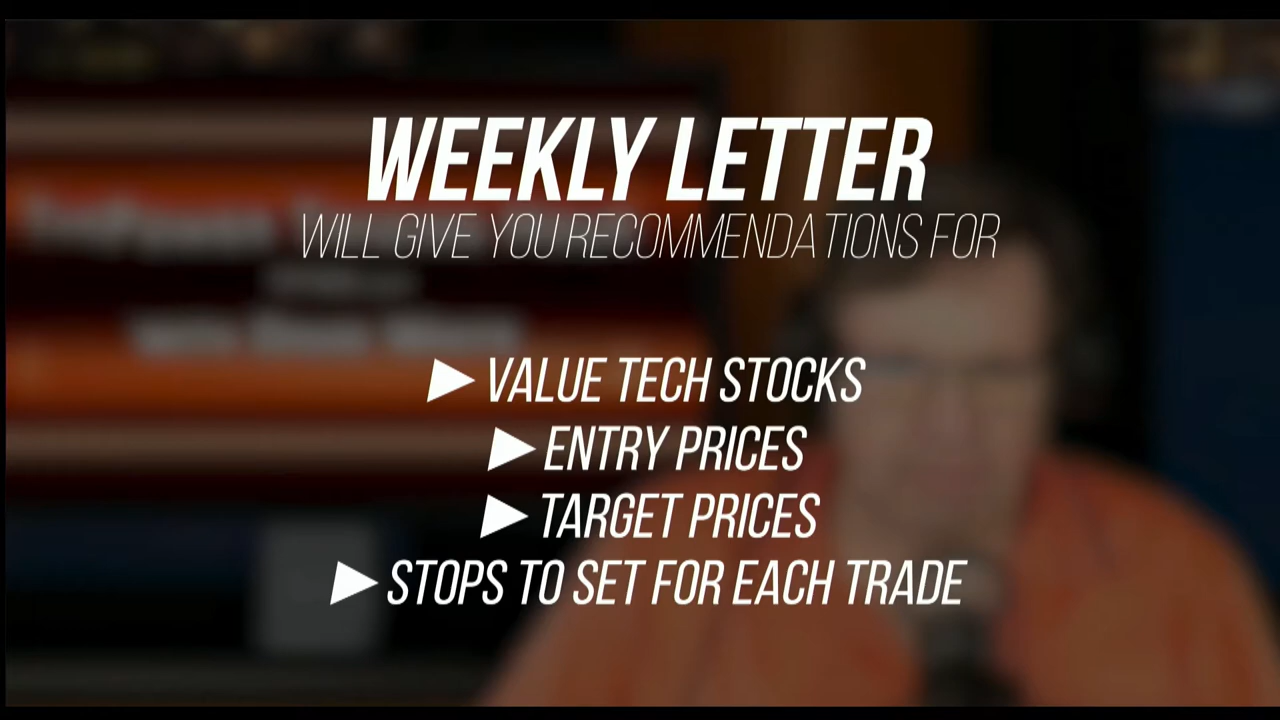 WEEKLY LETTER
WILL GIVE YOU RECOMMENDATIONS FOR
▶ VALUE TECH STOCKS
▶ ENTRY PRICES
▶ TARGET PRICES
▶ STOPS TO SET FOR EACH TRADE